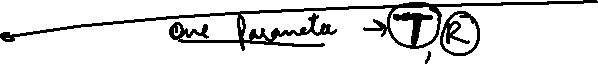 One Parameter → T, R